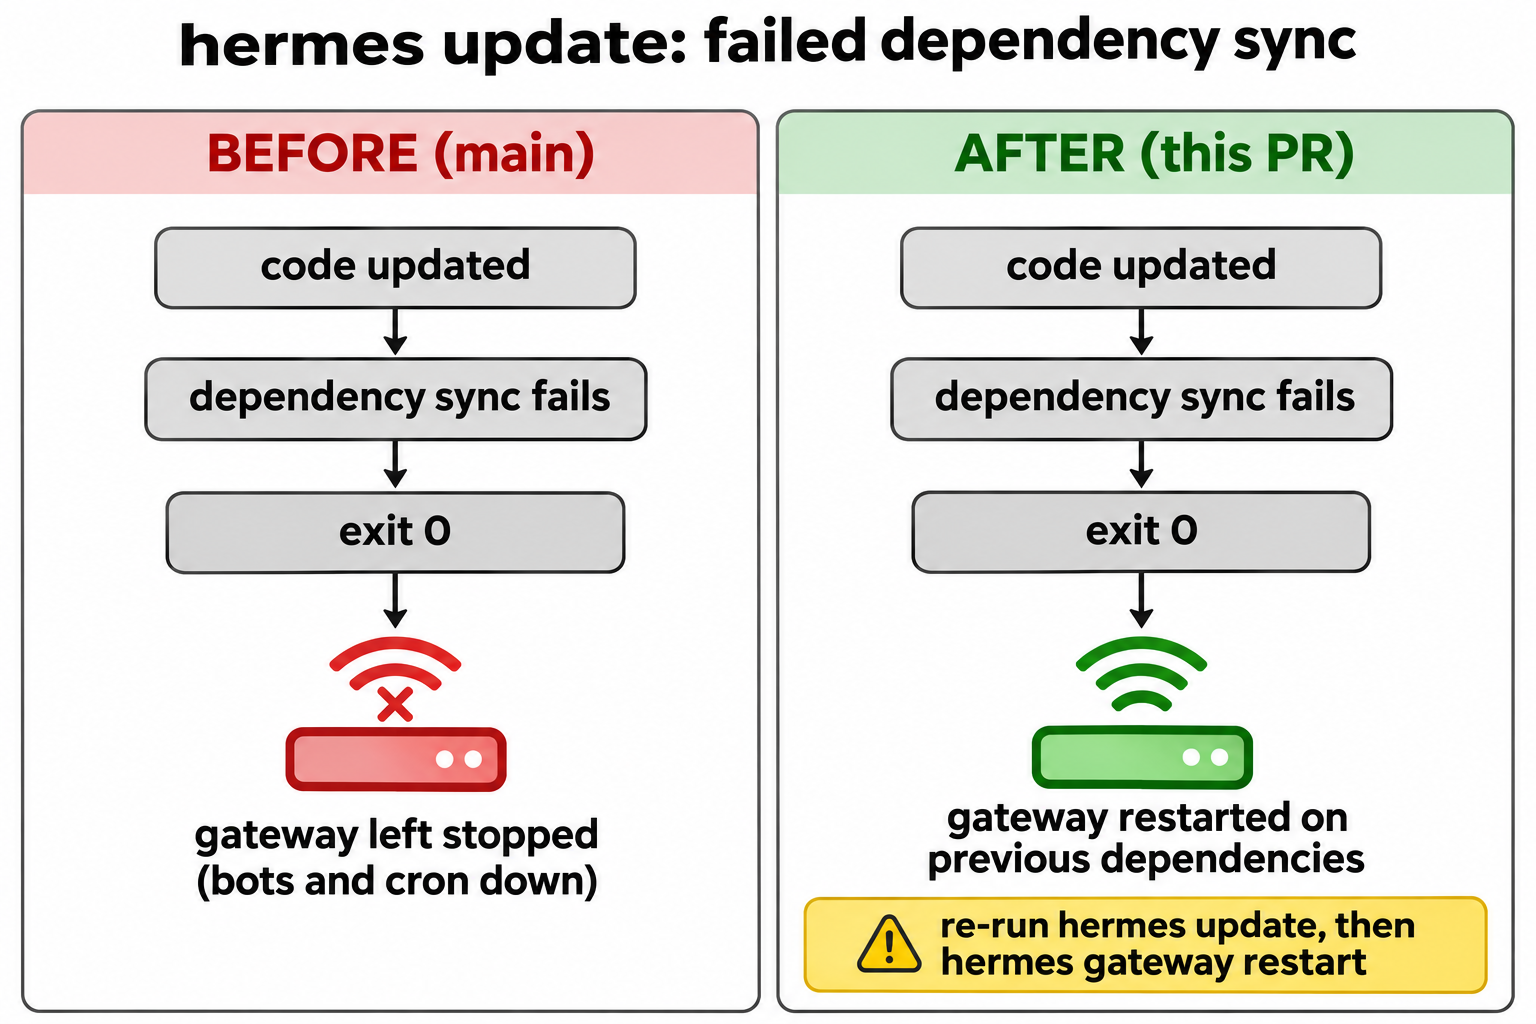 hermes update: failed dependency sync
BEFORE (main)
code updated
dependency sync fails
exit 0
gateway left stopped
(bots and cron down)
AFTER (this PR)
code updated
dependency sync fails
exit 0
gateway restarted on
previous dependencies
re-run hermes update, then
hermes gateway restart